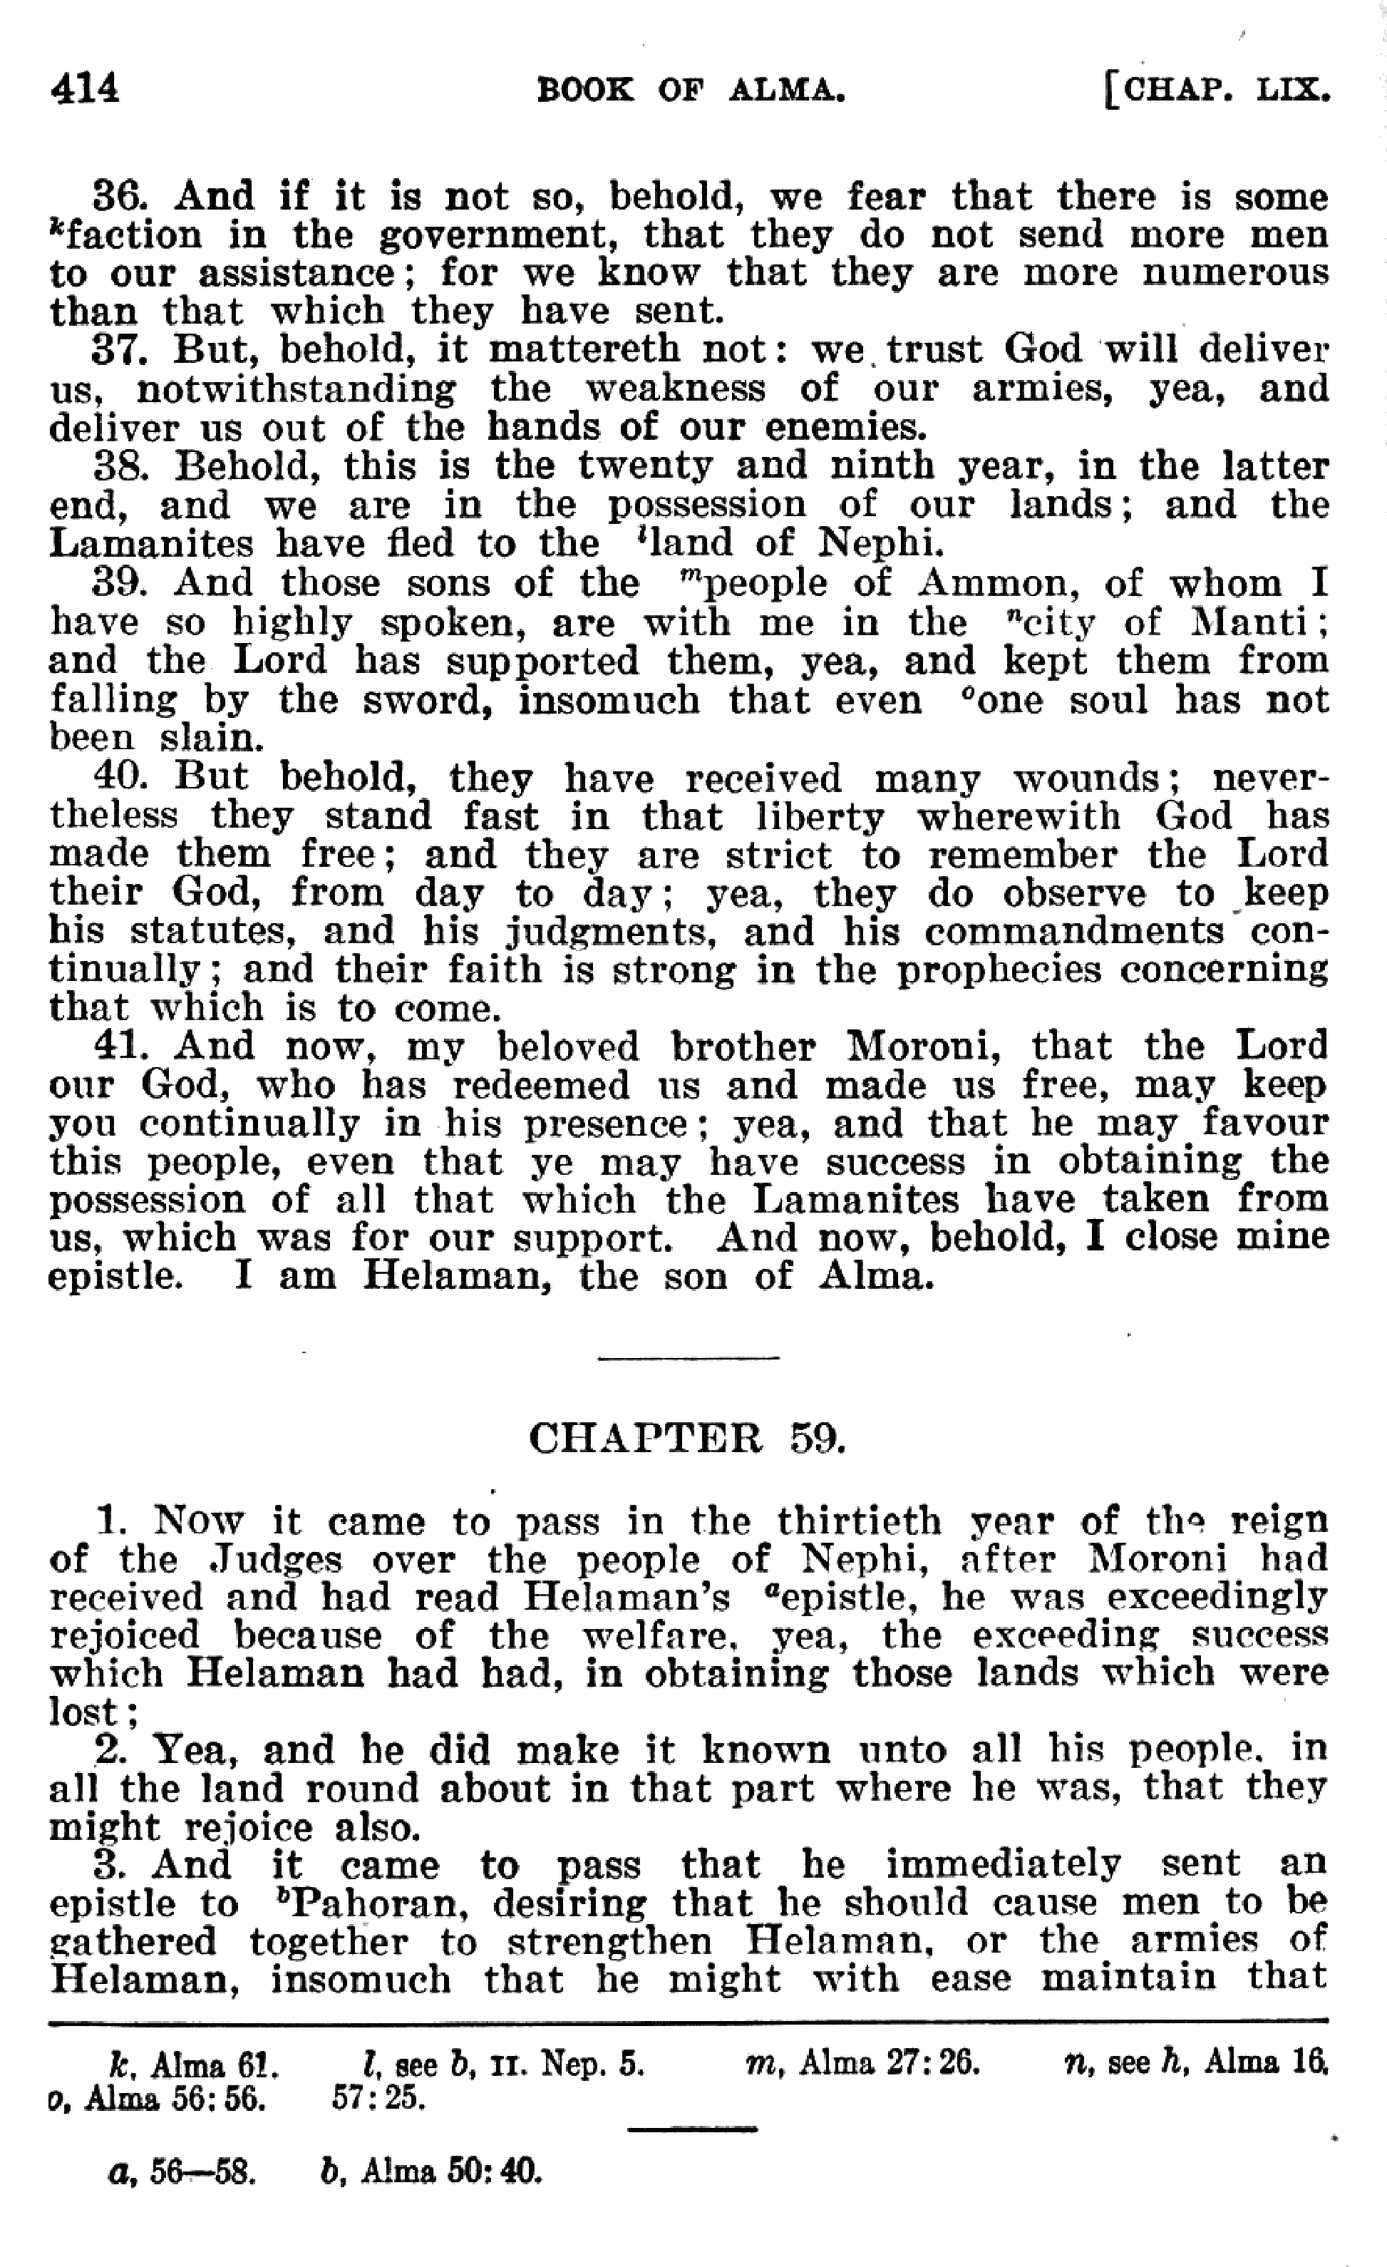 414 BOOK OF ALMA. [CHAP. LIX.
36. And if it is not so, behold, we fear that there is some
kfaction in the government, that they do not send more men
to our assistance; for we know that they are more numerous
than that which they have sent.
37. But, behold, it mattereth not: we trust God will deliver
us, notwithstanding the weakness of our armies, yea, and
deliver us out of the hands of our enemies.
38. Behold, this is the twenty and ninth year, in the latter
end, and we are in the possession of our lands; and the
Lamanites have fled to the lland of Nephi.
39. And those sons of the mpeople of Ammon, of whom I
have so highly spoken, are with me in the ncity of Manti;
and the Lord has supported them, yea, and kept them from
falling by the sword, insomuch that even oone soul has not
been slain.
40. But behold, they have received many wounds; never-
theless they stand fast in that liberty wherewith God has
made them free; and they are strict to remember the Lord
their God, from day to day; yea, they do observe to keep
his statutes, and his judgments, and his commandments con-
tinually; and their faith is strong in the prophecies concerning
that which is to come.
41. And now, my beloved brother Moroni, that the Lord
our God, who has redeemed us and made us free, may keep
you continually in his presence; yea, and that he may favour
this people, even that ye may have success in obtaining the
possession of all that which the Lamanites have taken from
us, which was for our support. And now, behold, I close mine
epistle. I am Helaman, the son of Alma.
CHAPTER 59.
1. Now it came to pass in the thirtieth year of the reign
of the Judges over the people of Nephi, after Moroni had
received and had read Helaman's aepistle, he was exceedingly
rejoiced because of the welfare, yea, the exceeding success
which Helaman had had, in obtaining those lands which were
lost;
2. Yea, and he did make it known unto all his people. in
all the land round about in that part where he was, that they
might rejoice also.
3. And it came to pass that he immediately sent an
epistle to bPahoran, desiring that he should cause men to be
gathered together to strengthen Helaman, or the armies of
Helaman, insomuch that he might with ease maintain that
k, Alma 61. l, see b, II. Nep. 5. m, Alma 27:26. n, see h, Alma 16.
o, Alma 56:56. 57:25.
a, 56—58. b, Alma 50:40.